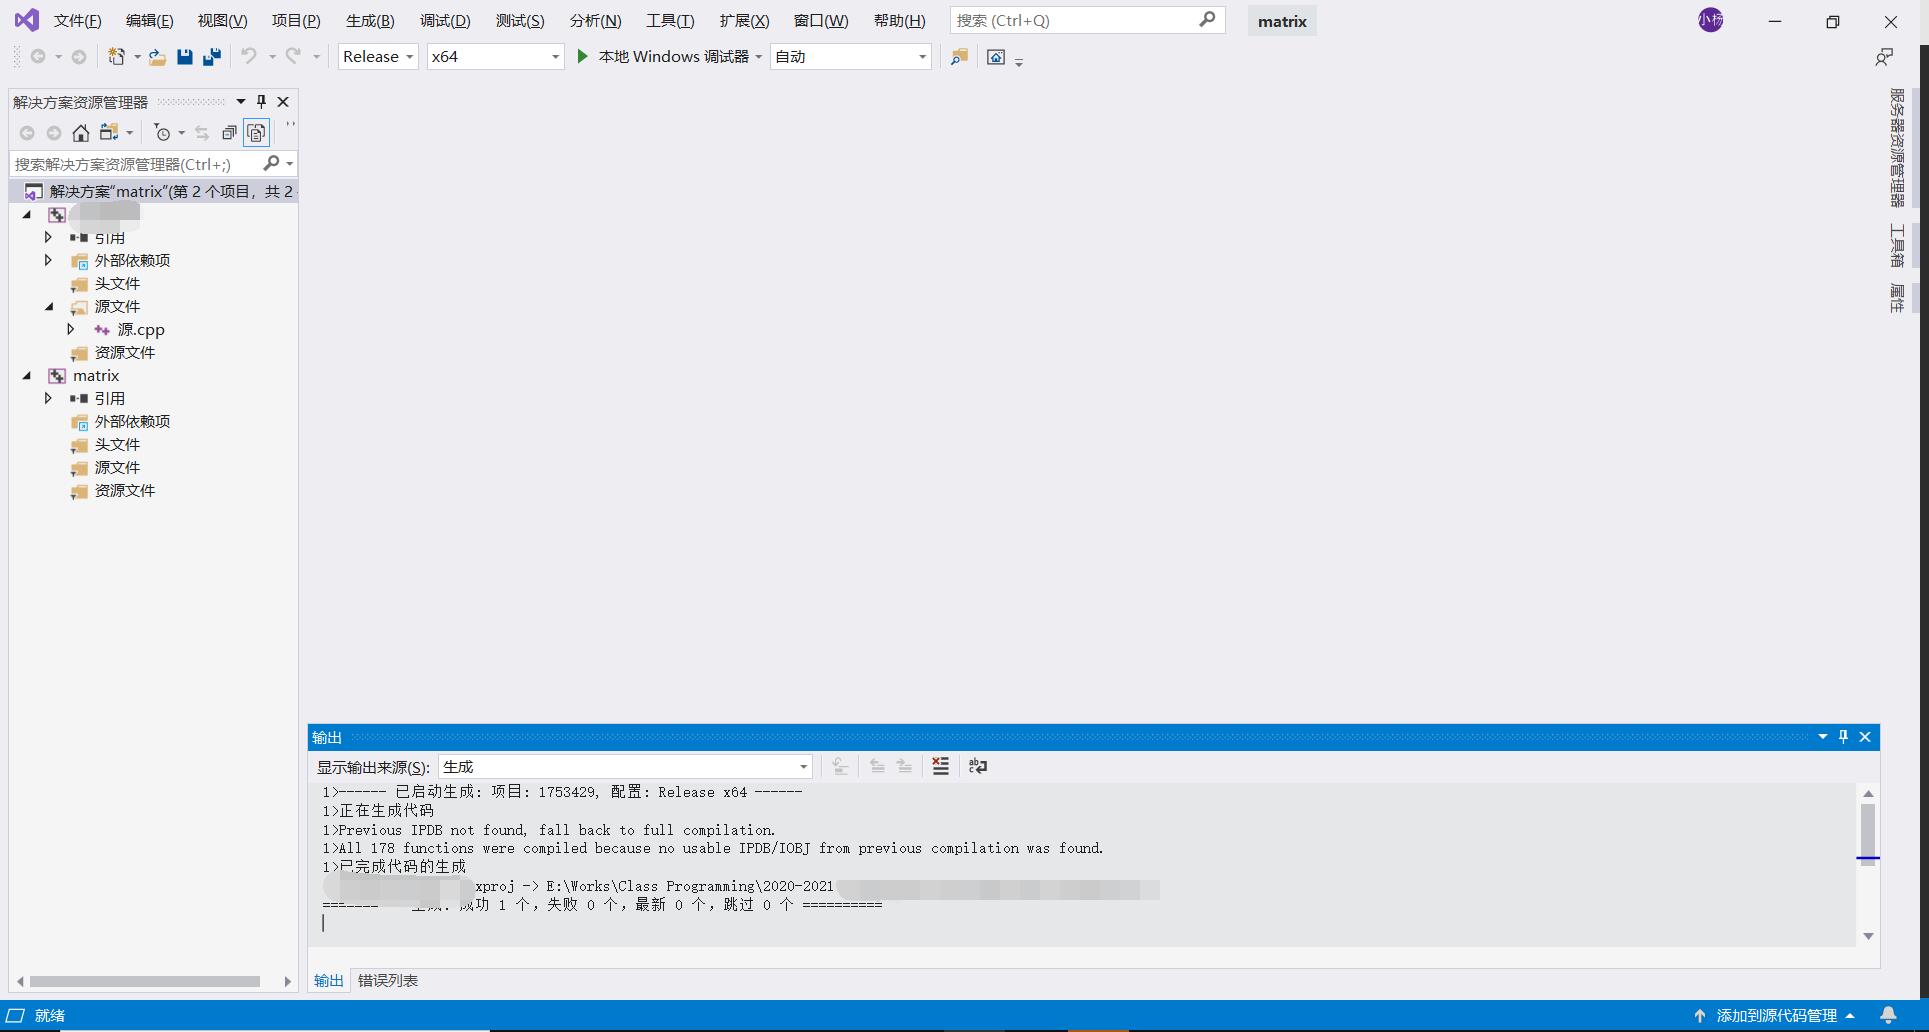 文件(F) 编辑(E) 视图(V) 项目(P) 生成(B) 调试(D) 测试(S) 分析(N) 工具(T) 扩展(X) 窗口(W) 帮助(H) 搜索 (Ctrl+Q) matrix 小杨
Release x64 本地 Windows 调试器 自动
解决方案资源管理器
搜索解决方案资源管理器(Ctrl+;)
解决方案"matrix"(第 2 个项目，共 2
引用
外部依赖项
头文件
源文件
源.cpp
资源文件
matrix
引用
外部依赖项
头文件
源文件
资源文件
服务器资源管理器
工具箱
属性
输出
显示输出来源(S): 生成
1>------ 已启动生成: 项目: 1753429, 配置: Release x64 ------
1>正在生成代码
1>Previous IPDB not found, fall back to full compilation.
1>All 178 functions were compiled because no usable IPDB/IOBJ from previous compilation was found.
1>已完成代码的生成
xproj -> E:\Works\Class Programming\2020-2021
======= 生成: 成功 1 个，失败 0 个，最新 0 个，跳过 0 个 ==========
输出 错误列表
就绪 添加到源代码管理